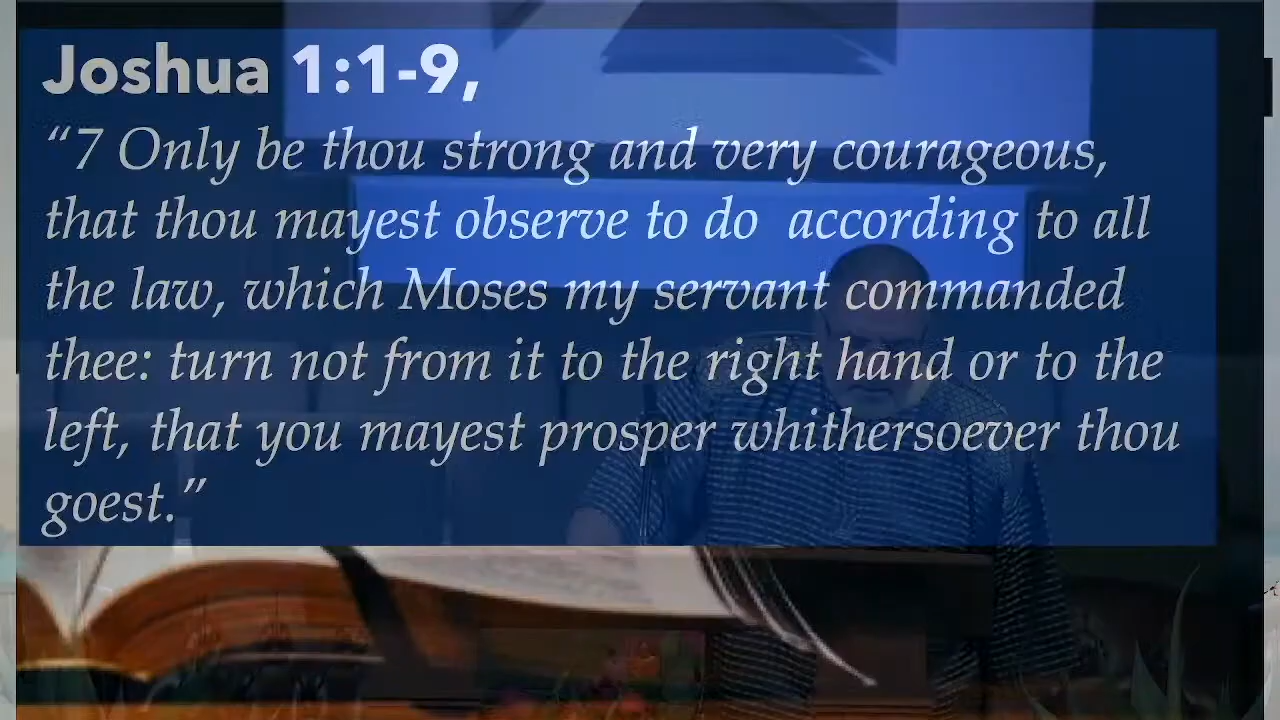 Joshua 1:1-9,
“7 Only be thou strong and very courageous,
that thou mayest observe to do according to all
the law, which Moses my servant commanded
thee: turn not from it to the right hand or to the
left, that you mayest prosper whithersoever thou
goest.”